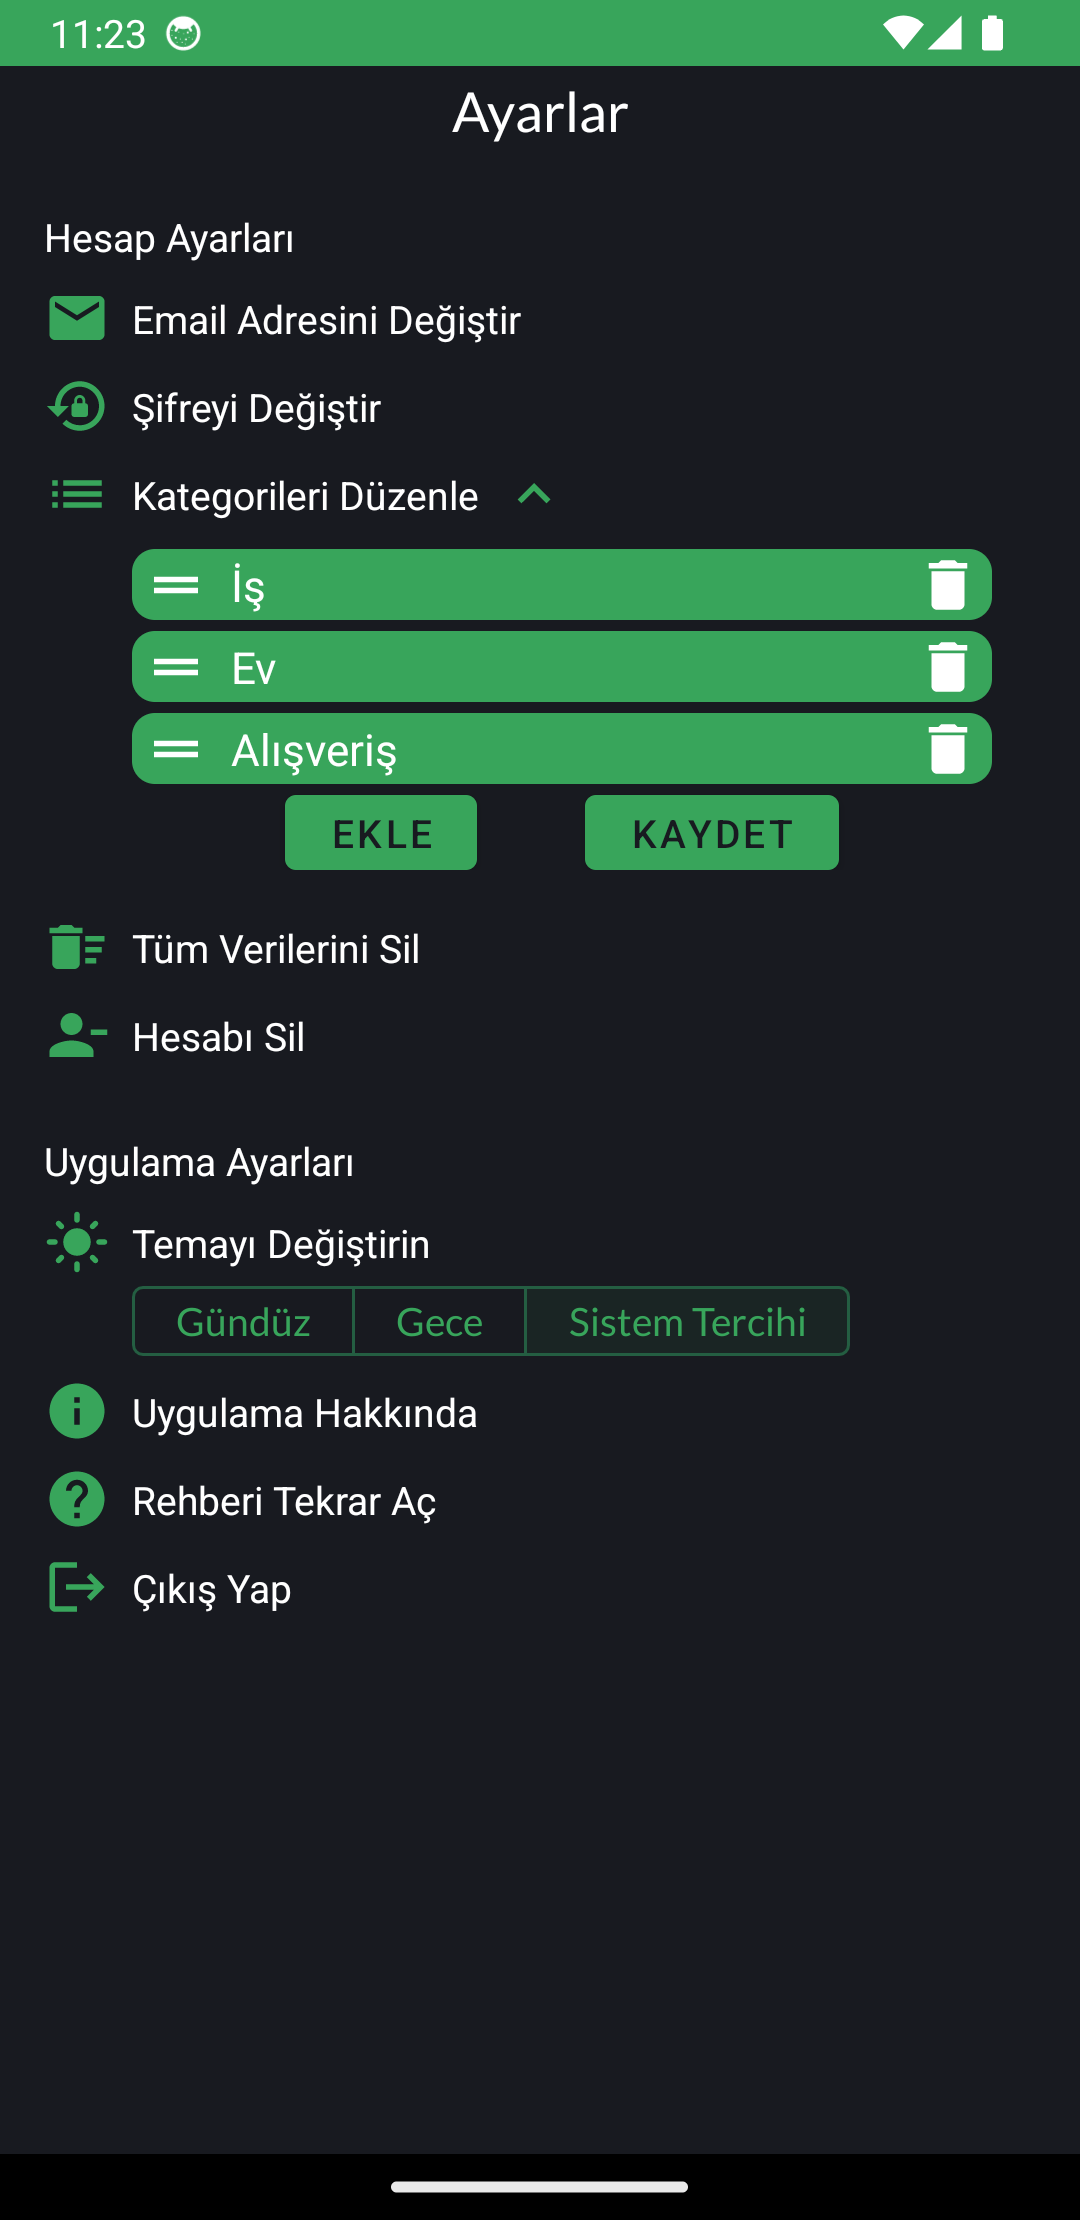 11:23
Ayarlar
Hesap Ayarları
Email Adresini Değiştir
Şifreyi Değiştir
Kategorileri Düzenle
İş
Ev
Alışveriş
EKLE KAYDET
Tüm Verilerini Sil
Hesabı Sil
Uygulama Ayarları
Temayı Değiştirin
Gündüz Gece Sistem Tercihi
Uygulama Hakkında
Rehberi Tekrar Aç
Çıkış Yap